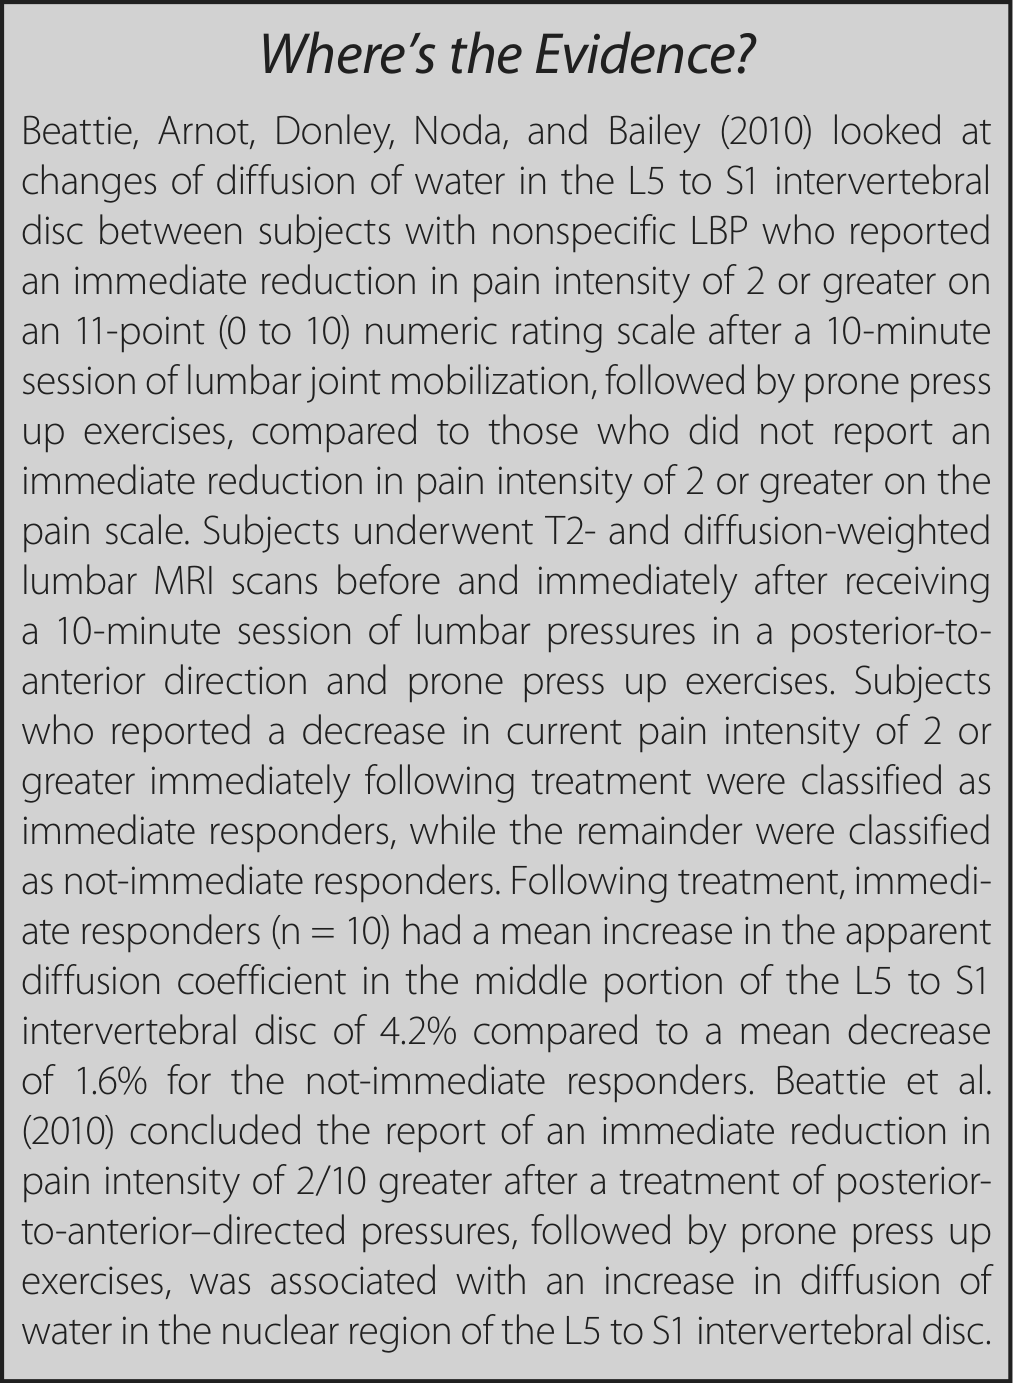 Where’s the Evidence?
Beattie, Arnot, Donley, Noda, and Bailey (2010) looked at
changes of diffusion of water in the L5 to S1 intervertebral
disc between subjects with nonspecific LBP who reported
an immediate reduction in pain intensity of 2 or greater on
an 11-point (0 to 10) numeric rating scale after a 10-minute
session of lumbar joint mobilization, followed by prone press
up exercises, compared to those who did not report an
immediate reduction in pain intensity of 2 or greater on the
pain scale. Subjects underwent T2- and diffusion-weighted
lumbar MRI scans before and immediately after receiving
a 10-minute session of lumbar pressures in a posterior-to-
anterior direction and prone press up exercises. Subjects
who reported a decrease in current pain intensity of 2 or
greater immediately following treatment were classified as
immediate responders, while the remainder were classified
as not-immediate responders. Following treatment, immedi-
ate responders (n = 10) had a mean increase in the apparent
diffusion coefficient in the middle portion of the L5 to S1
intervertebral disc of 4.2% compared to a mean decrease
of 1.6% for the not-immediate responders. Beattie et al.
(2010) concluded the report of an immediate reduction in
pain intensity of 2/10 greater after a treatment of posterior-
to-anterior–directed pressures, followed by prone press up
exercises, was associated with an increase in diffusion of
water in the nuclear region of the L5 to S1 intervertebral disc.